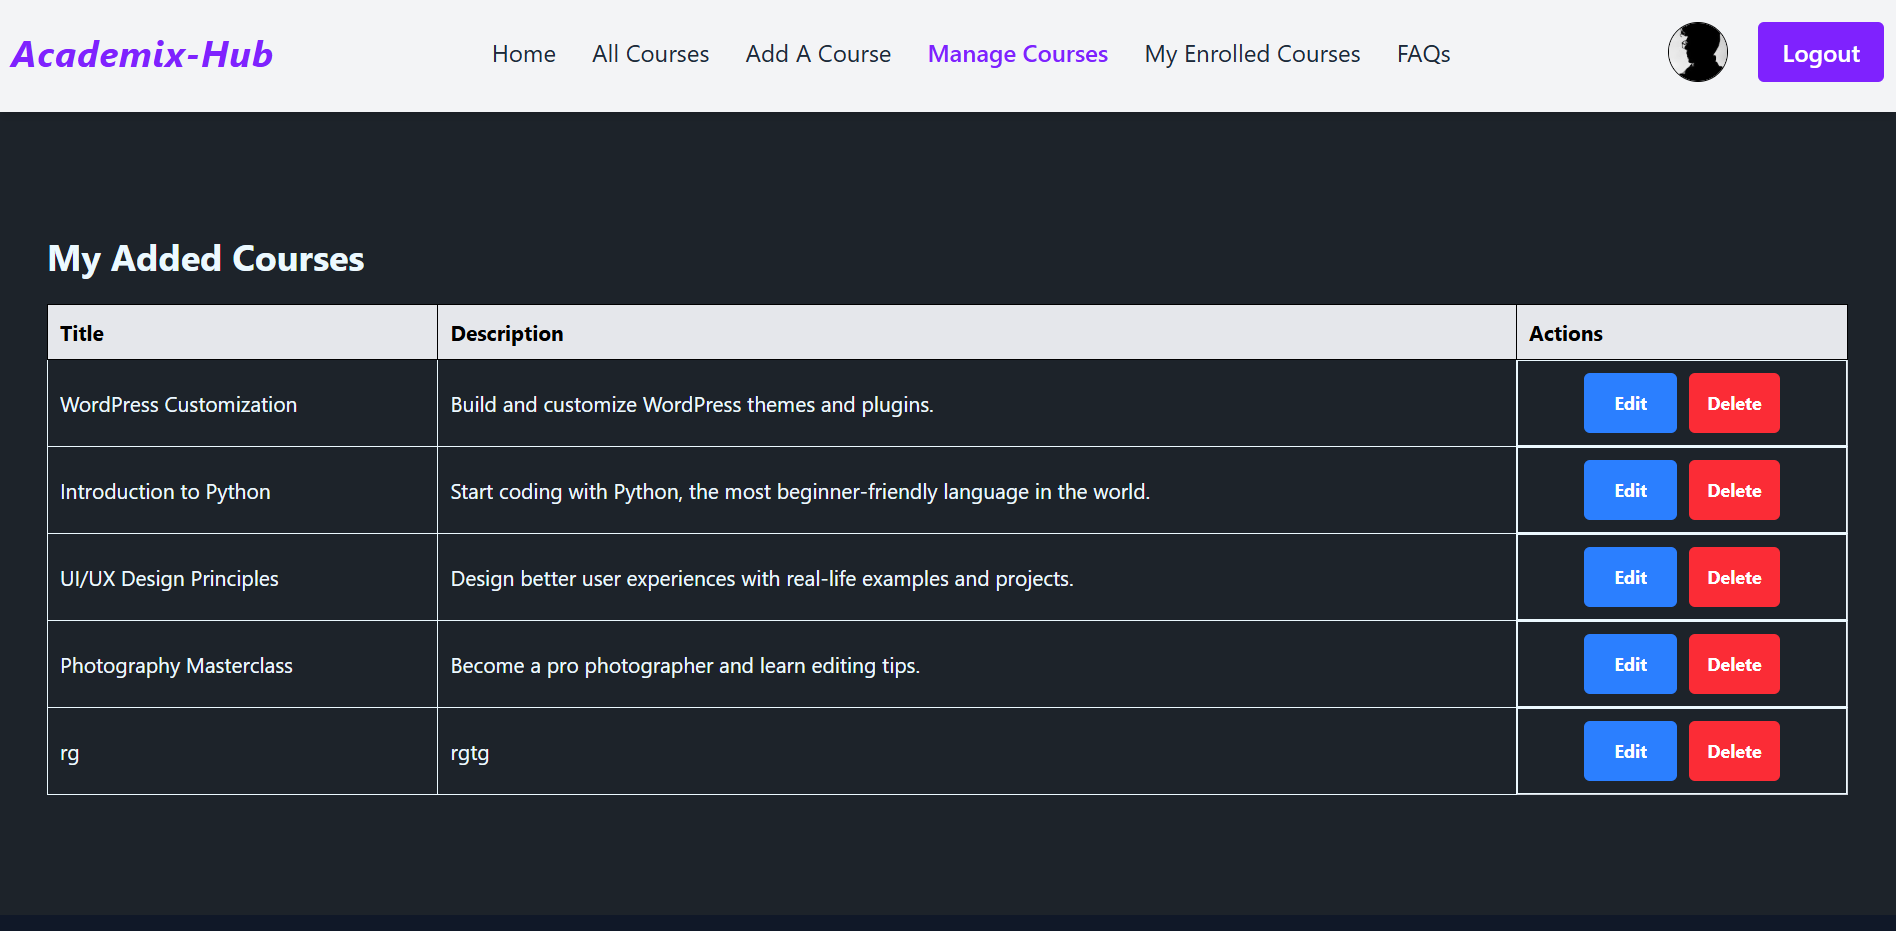 Academix-Hub Home All Courses Add A Course Manage Courses My Enrolled Courses FAQs Logout
My Added Courses
Title Description Actions
WordPress Customization Build and customize WordPress themes and plugins. Edit Delete
Introduction to Python Start coding with Python, the most beginner-friendly language in the world. Edit Delete
UI/UX Design Principles Design better user experiences with real-life examples and projects. Edit Delete
Photography Masterclass Become a pro photographer and learn editing tips. Edit Delete
rg rgtg Edit Delete